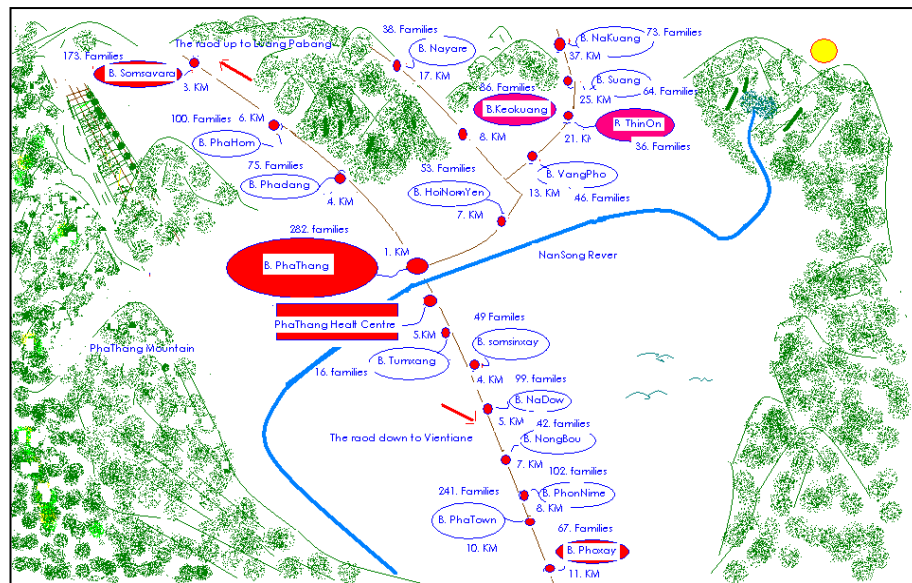 38. Families
B. NaKuang
73. Families
173. Families
The raod up to Luang Pabang
B. Nayare
37. KM
B. Somsavara
17. KM
B. Suang
3. KM
86. Families
64. Families
25. KM
B.Keokuang
100. Families
6. KM
B. ThinOn
21. KM
B. PhaHom
8. KM
36. Families
75. Families
53. Families
B. VangPho
B. Phadang
B. HoiNomYen
13. KM
4. KM
46. Families
7. KM
282. families
1. KM
B. PhaThang
NanSong Rever
PhaThang Healt Centre
49 Families
5.KM
PhaThang Mountain
B. Tumxang
B. somsinxay
16. families
4. KM
99. families
B. NaDow
5. KM
42. families
The raod down to Vientiane
B. NongBou
7. KM
102. families
241. Families
B. PhonNime
8. KM
B. PhaTown
67. Families
10. KM
B. Phoxay
11. KM